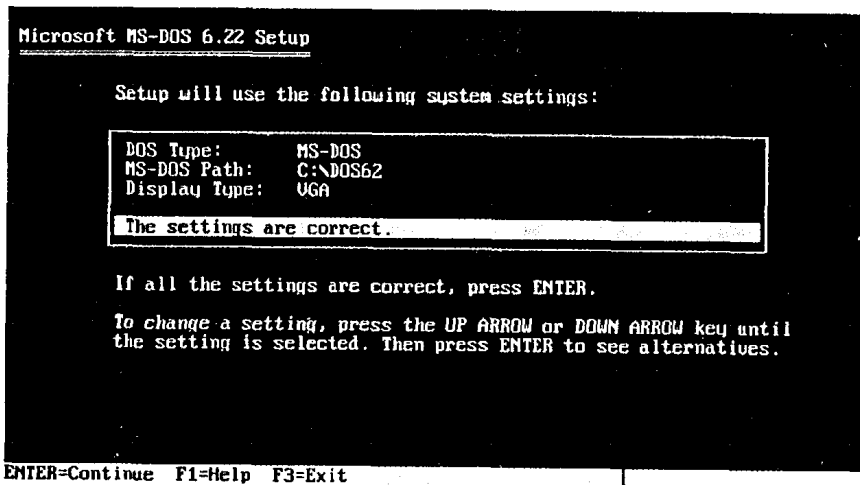 Microsoft MS-DOS 6.22 Setup
Setup will use the following system settings:
DOS Type: MS-DOS
MS-DOS Path: C:\DOS62
Display Type: VGA
The settings are correct.
If all the settings are correct, press ENTER.
To change a setting, press the UP ARROW or DOWN ARROW key until
the setting is selected. Then press ENTER to see alternatives.
ENTER=Continue F1=Help F3=Exit